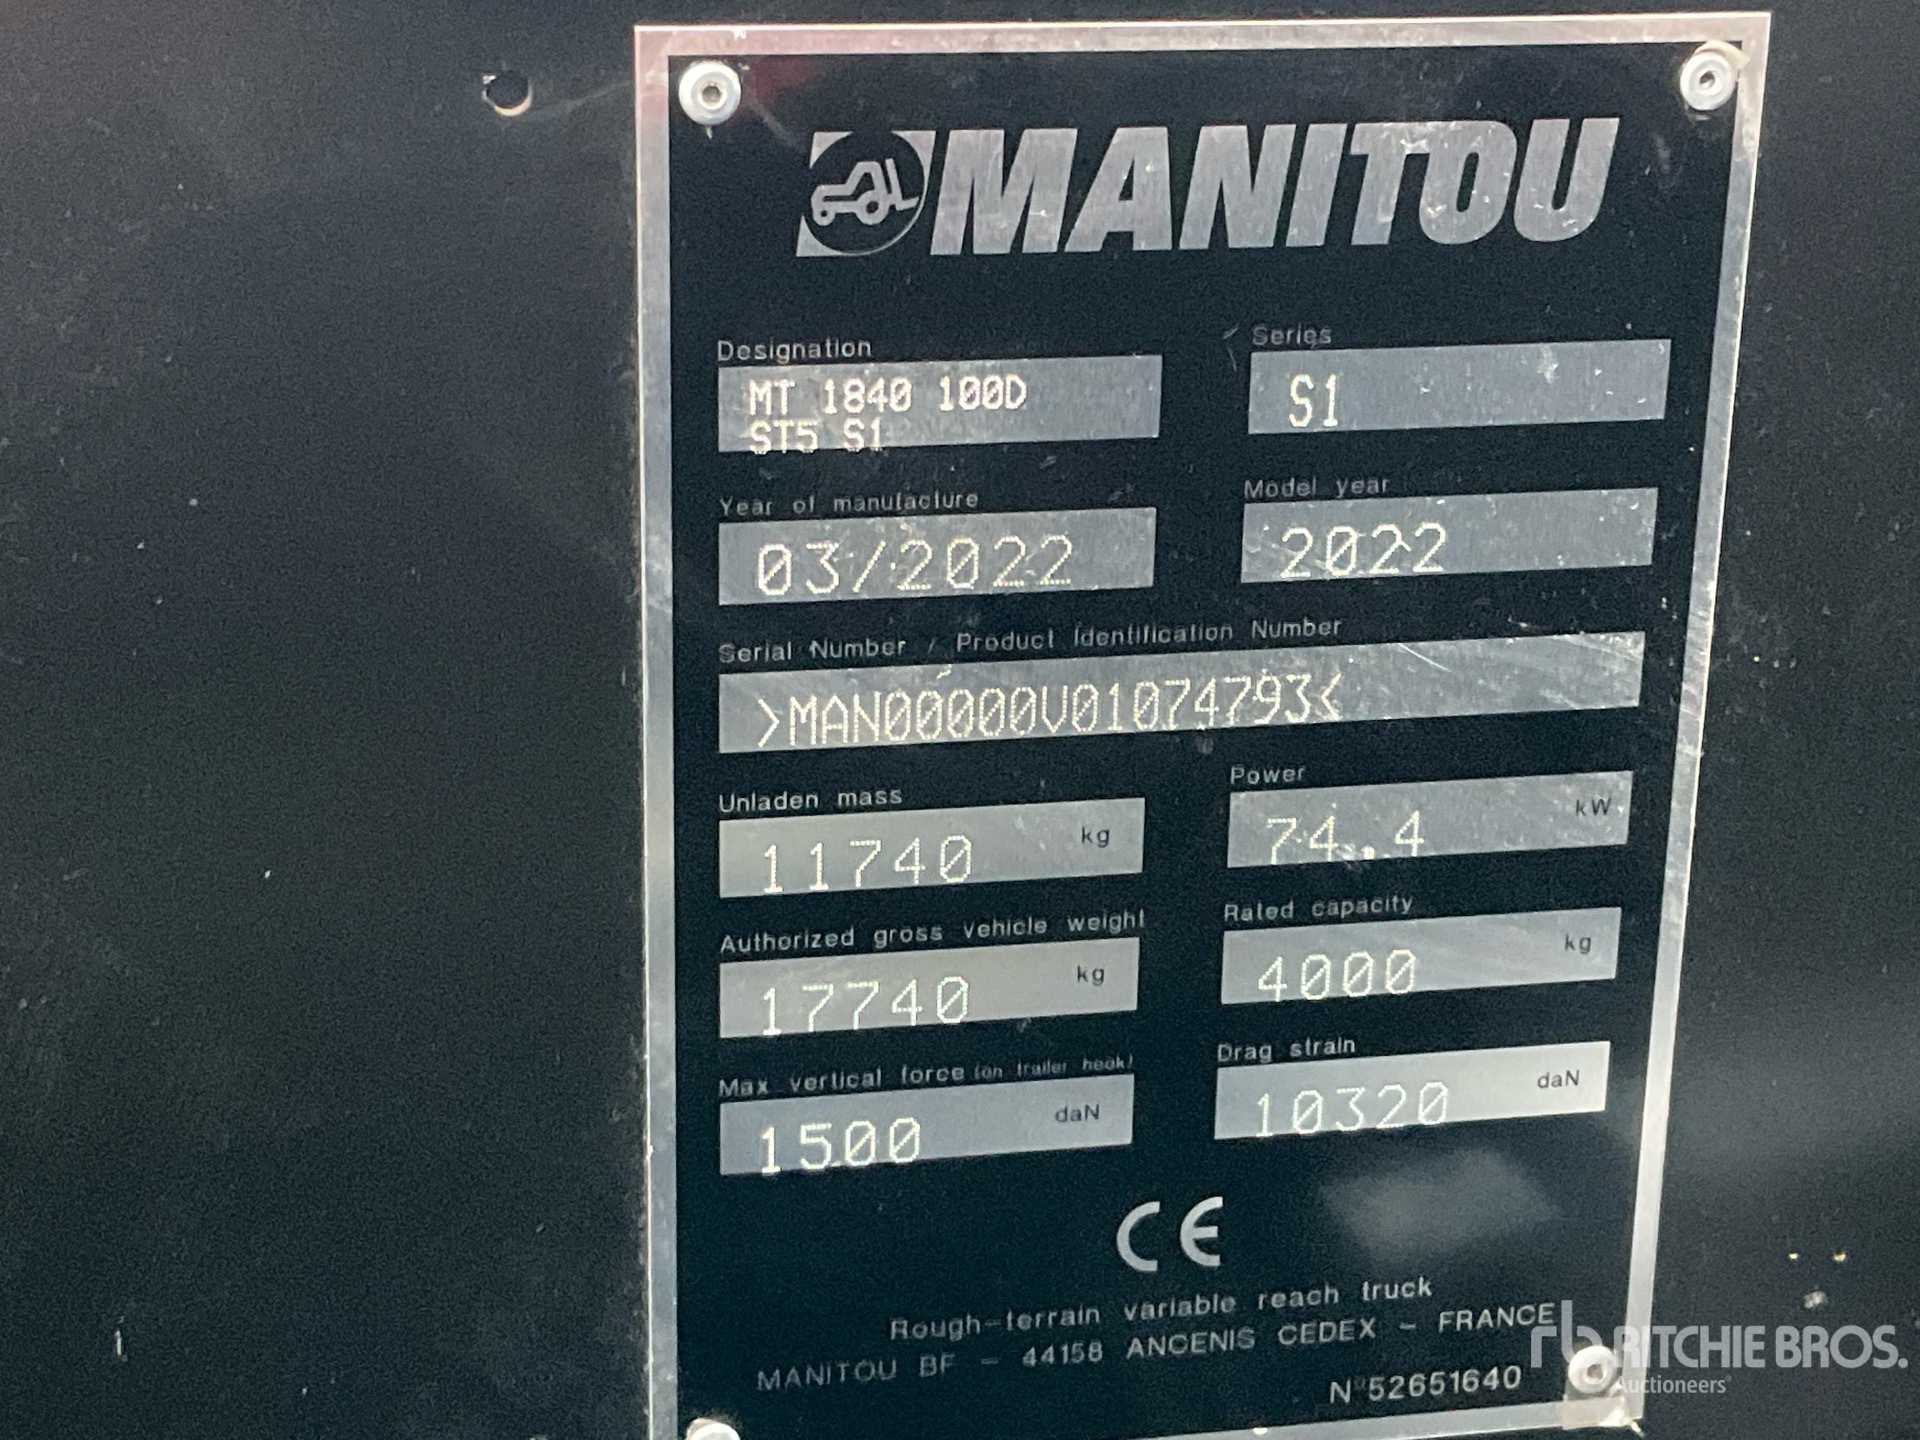 MANITOU
Designation
MT 1840 100D
ST5 S1
Series
S1
Year of manufacture
03/2022
Model year
2022
Serial Number / Product Identification Number
>MAN00000V01074793<
Unladen mass
11740 kg
Power
74.4 kW
Authorized gross vehicle weight
17740 kg
Rated capacity
4000 kg
Max vertical force (on trailer hook)
1500 daN
Drag strain
10320 daN
CE
Rough-terrain variable reach truck
MANITOU BF - 44158 ANCENIS CEDEX - FRANCE
N°52651640
rb RITCHIE BROS.
Auctioneers